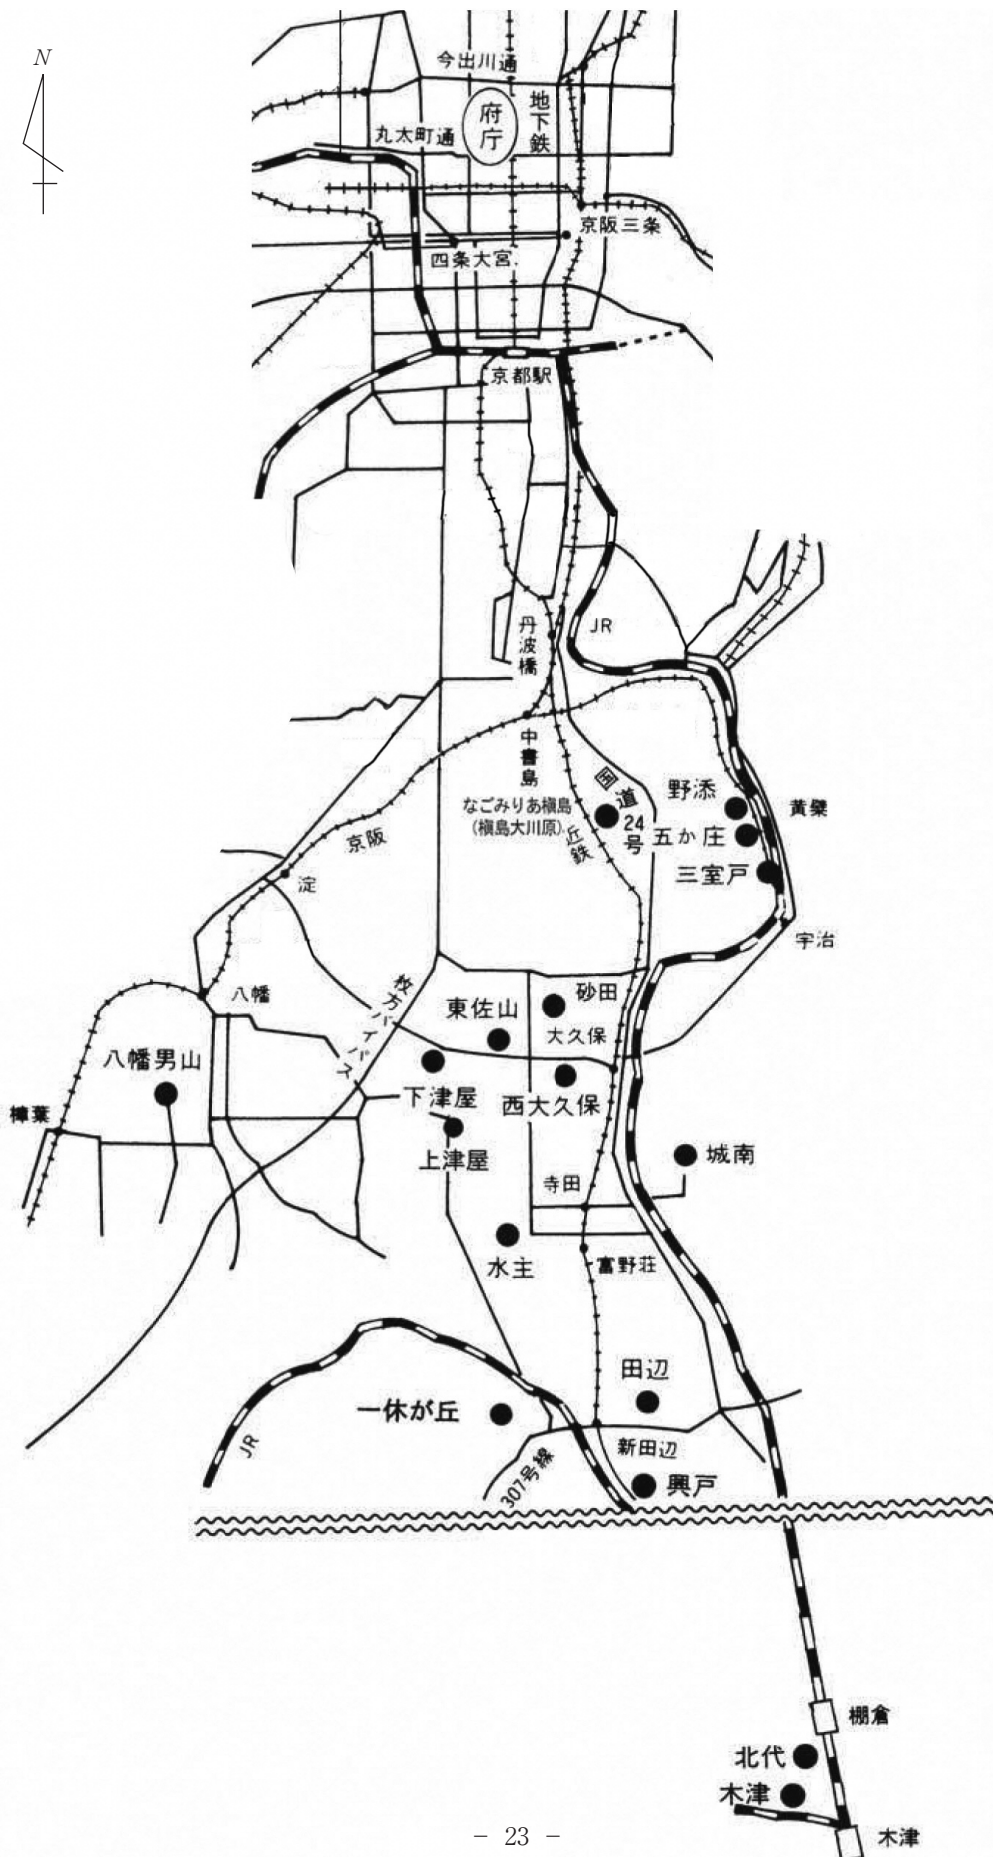 N
今出川通
府庁
地下鉄
丸太町通
京阪三条
四条大宮
京都駅
JR
丹波橋
中書島
国道24号
野添
黄檗
なごみりあ槇島
(槇島大川原)
近鉄
五か庄
京阪
三室戸
淀
宇治
枚方バイパス
八幡
東佐山
砂田
大久保
八幡男山
下津屋
西大久保
樟葉
上津屋
城南
寺田
水主
富野荘
田辺
一休が丘
JR
新田辺
307号線
興戸
棚倉
北代
木津
木津
- 23 -